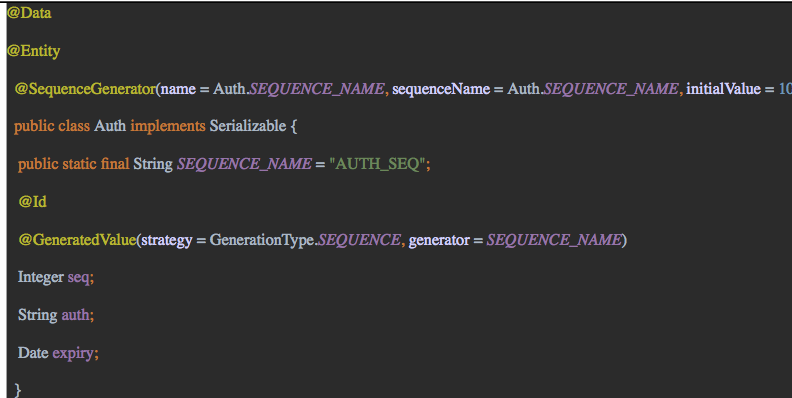 @Data
@Entity
@SequenceGenerator(name = Auth.SEQUENCE_NAME, sequenceName = Auth.SEQUENCE_NAME, initialValue = 10
public class Auth implements Serializable {
public static final String SEQUENCE_NAME = "AUTH_SEQ";
@Id
@GeneratedValue(strategy = GenerationType.SEQUENCE, generator = SEQUENCE_NAME)
Integer seq;
String auth;
Date expiry;
}